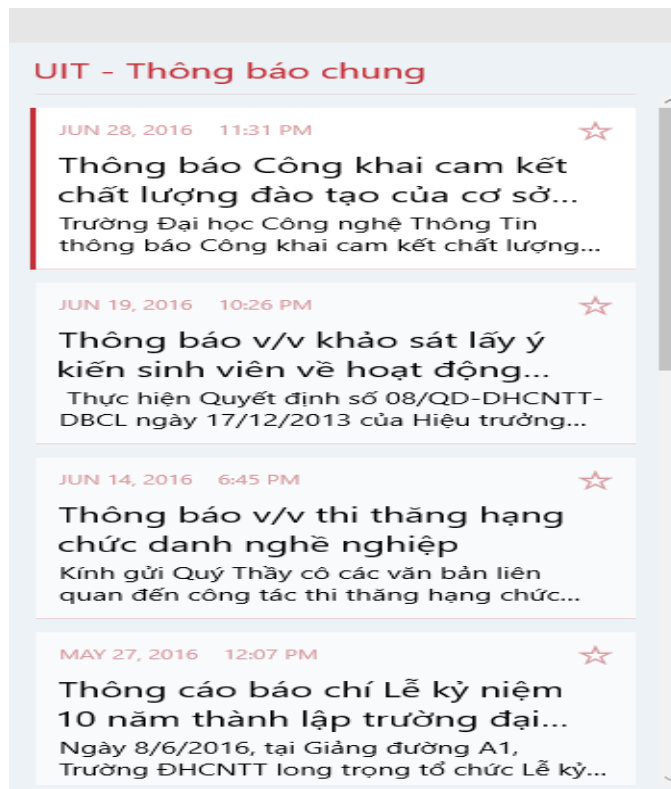 UIT - Thông báo chung
JUN 28, 2016 11:31 PM
Thông báo Công khai cam kết
chất lượng đào tạo của cơ sở...
Trường Đại học Công nghệ Thông Tin
thông báo Công khai cam kết chất lượng...
JUN 19, 2016 10:26 PM
Thông báo v/v khảo sát lấy ý
kiến sinh viên về hoạt động...
Thực hiện Quyết định số 08/QD-DHCNTT-
DBCL ngày 17/12/2013 của Hiệu trưởng...
JUN 14, 2016 6:45 PM
Thông báo v/v thi thăng hạng
chức danh nghề nghiệp
Kính gửi Quý Thầy cô các văn bản liên
quan đến công tác thi thăng hạng chức...
MAY 27, 2016 12:07 PM
Thông cáo báo chí Lễ kỷ niệm
10 năm thành lập trường đại...
Ngày 8/6/2016, tại Giảng đường A1,
Trường ĐHCNTT long trọng tổ chức Lễ kỷ...